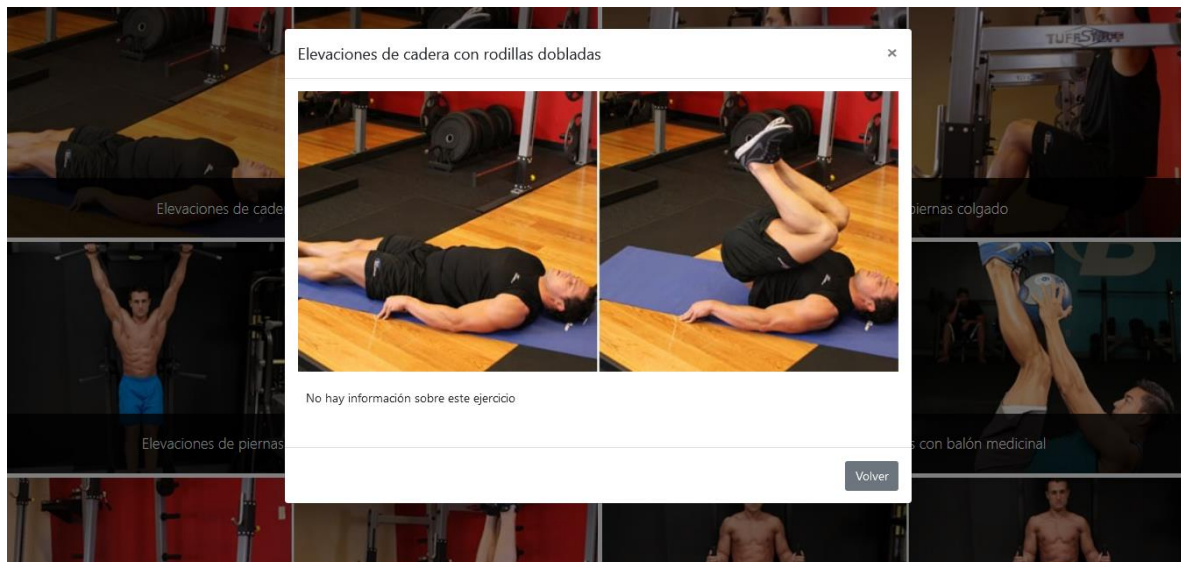 Elevaciones de cadera con rodillas dobladas
×
TUFFSTUFF
Elevaciones de cade
piernas colgado
No hay información sobre este ejercicio
Elevaciones de piernas
s con balón medicinal
Volver